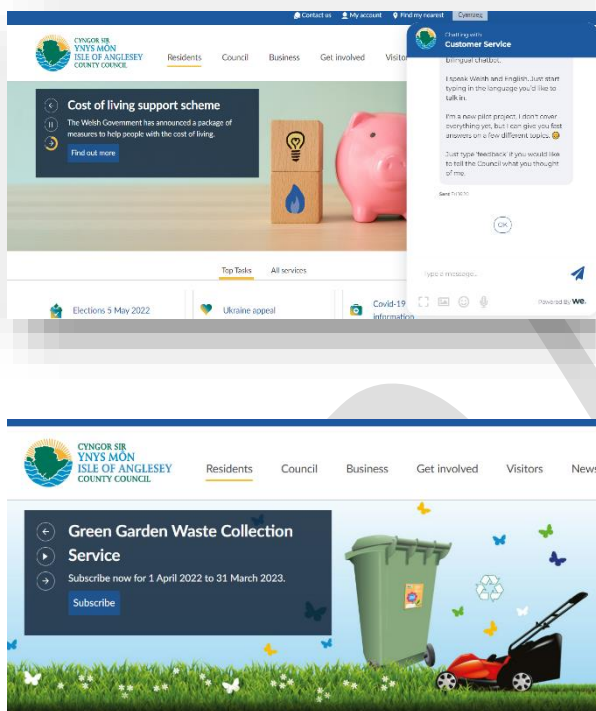 Contact us My account Find my nearest Cymraeg
CYNGOR SIR
YNYS MÔN
ISLE OF ANGLESEY
COUNTY COUNCIL
Residents Council Business Get involved Visitor
Cost of living support scheme
The Welsh Government has announced a package of
measures to help people with the cost of living.
Find out more
Top Tasks All services
Elections 5 May 2022
Ukraine appeal
Covid-19
information
Chatting with
Customer Service
bilingual chatbot.
I speak Welsh and English. Just start
typing in the language you'd like to
talk in.
I'm a new pilot project. I don't cover
everything yet, but I can give you fast
answers on a few different topics.
Just type 'feedback' if you would like
to tell the Council what you thought
of me.
Sent
OK
Type a message...
Powered By we.
CYNGOR SIR
YNYS MÔN
ISLE OF ANGLESEY
COUNTY COUNCIL
Residents Council Business Get involved Visitors News
Green Garden Waste Collection
Service
Subscribe now for 1 April 2022 to 31 March 2023.
Subscribe